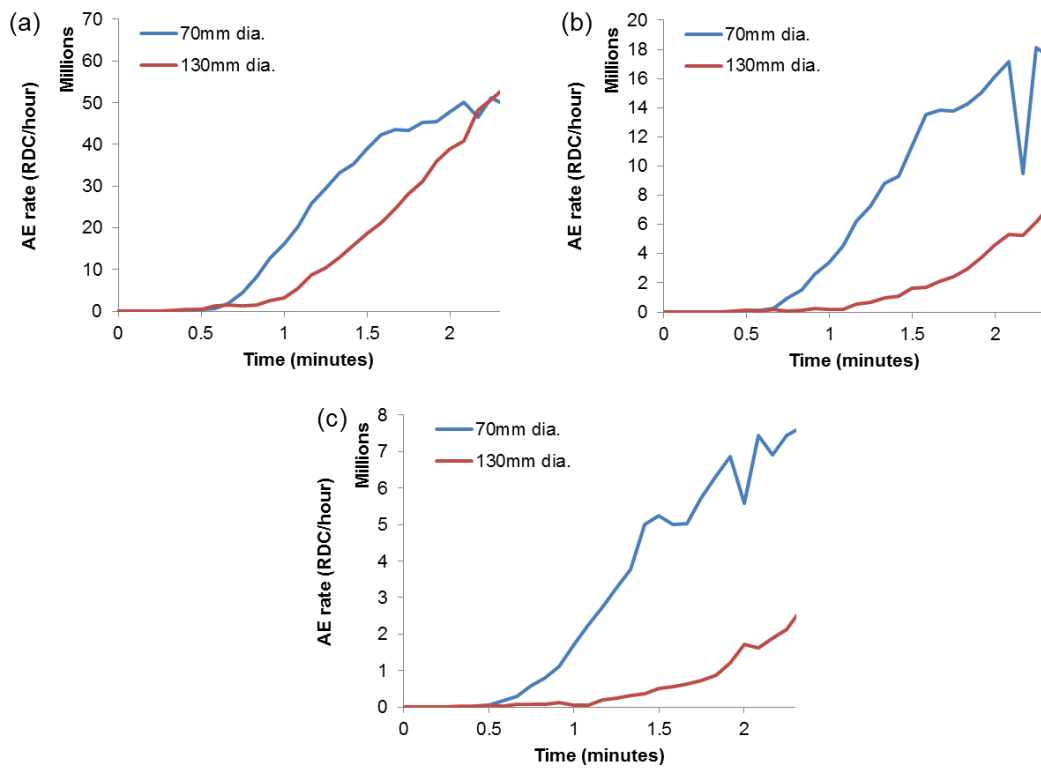 (a)
70
60
50
40
30
20
10
0
Millions
AE rate (RDC/hour)
70mm dia.
130mm dia.
0 0.5 1 1.5 2
Time (minutes)
(b)
20
18
16
14
12
10
8
6
4
2
0
Millions
AE rate (RDC/hour)
70mm dia.
130mm dia.
0 0.5 1 1.5 2
Time (minutes)
(c)
8
7
6
5
4
3
2
1
0
Millions
AE rate (RDC/hour)
70mm dia.
130mm dia.
0 0.5 1 1.5 2
Time (minutes)